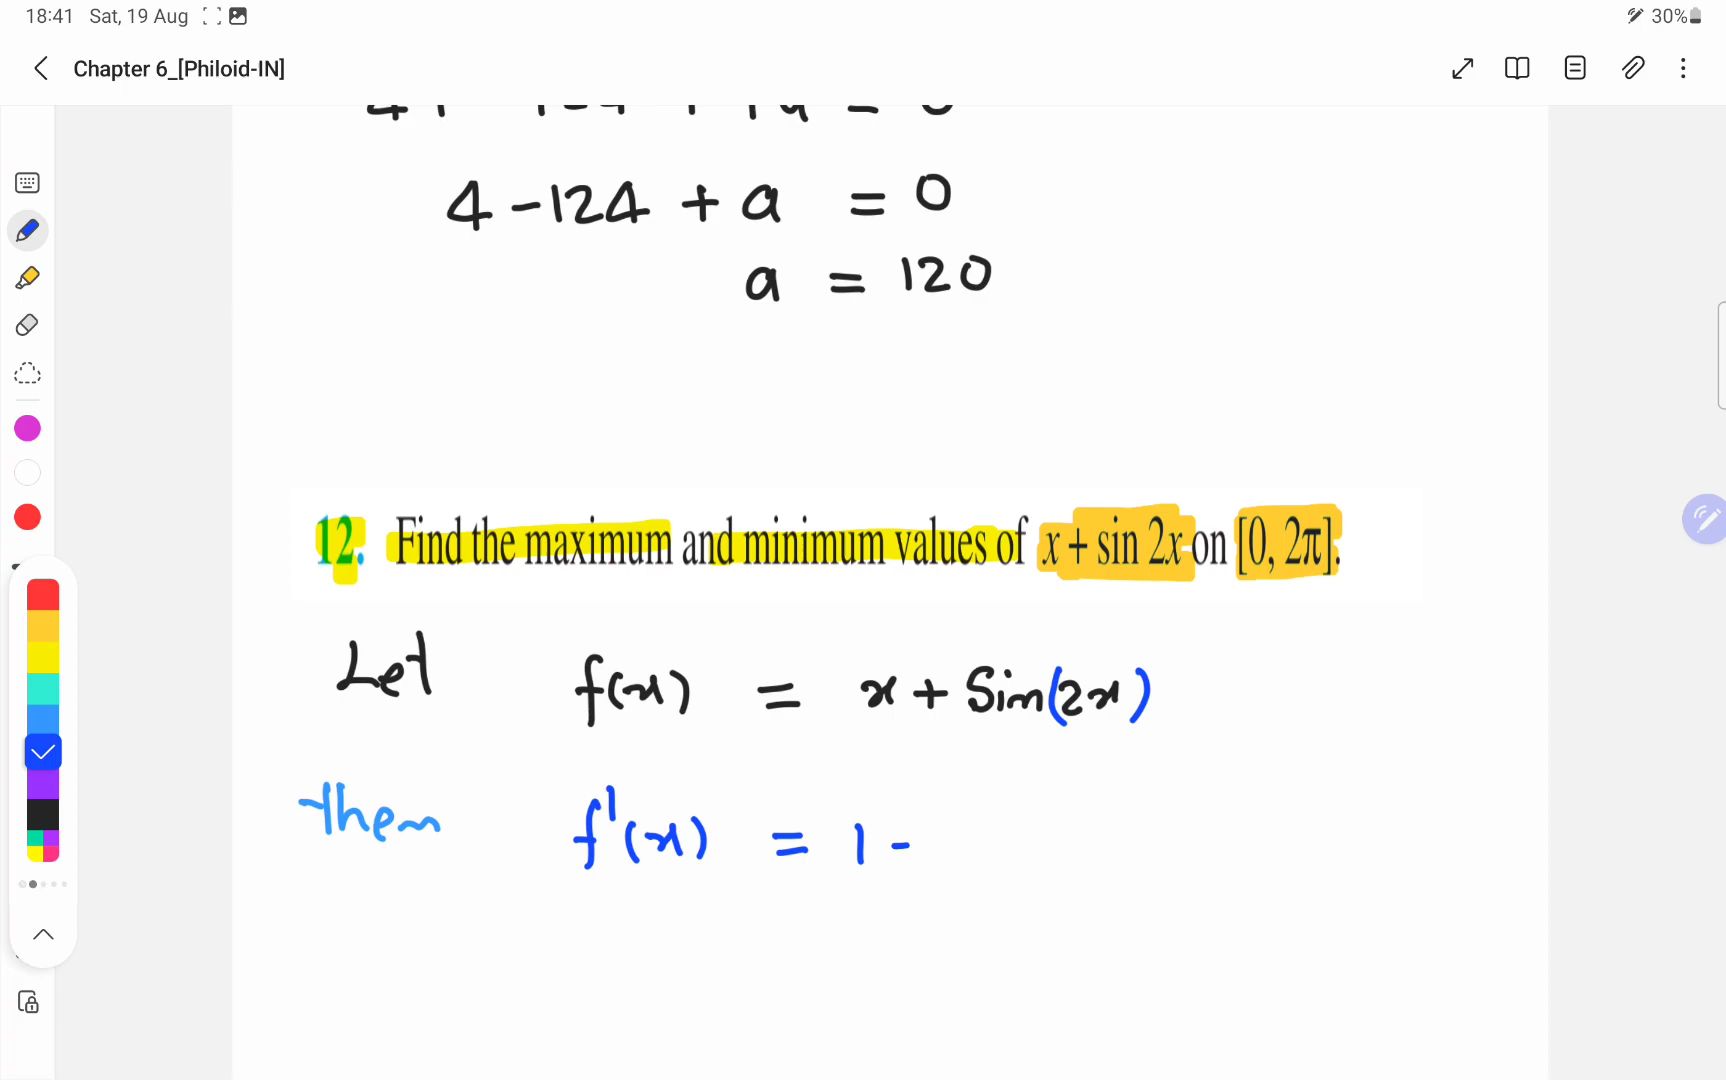 18:41 Sat, 19 Aug
30%
Chapter 6_[Philoid-IN]
4 - 124 + a = 0
a = 120
12. Find the maximum and minimum values of x + sin 2x on [0, 2π].
Let f(x) = x + Sin(2x)
then f'(x) = 1 -